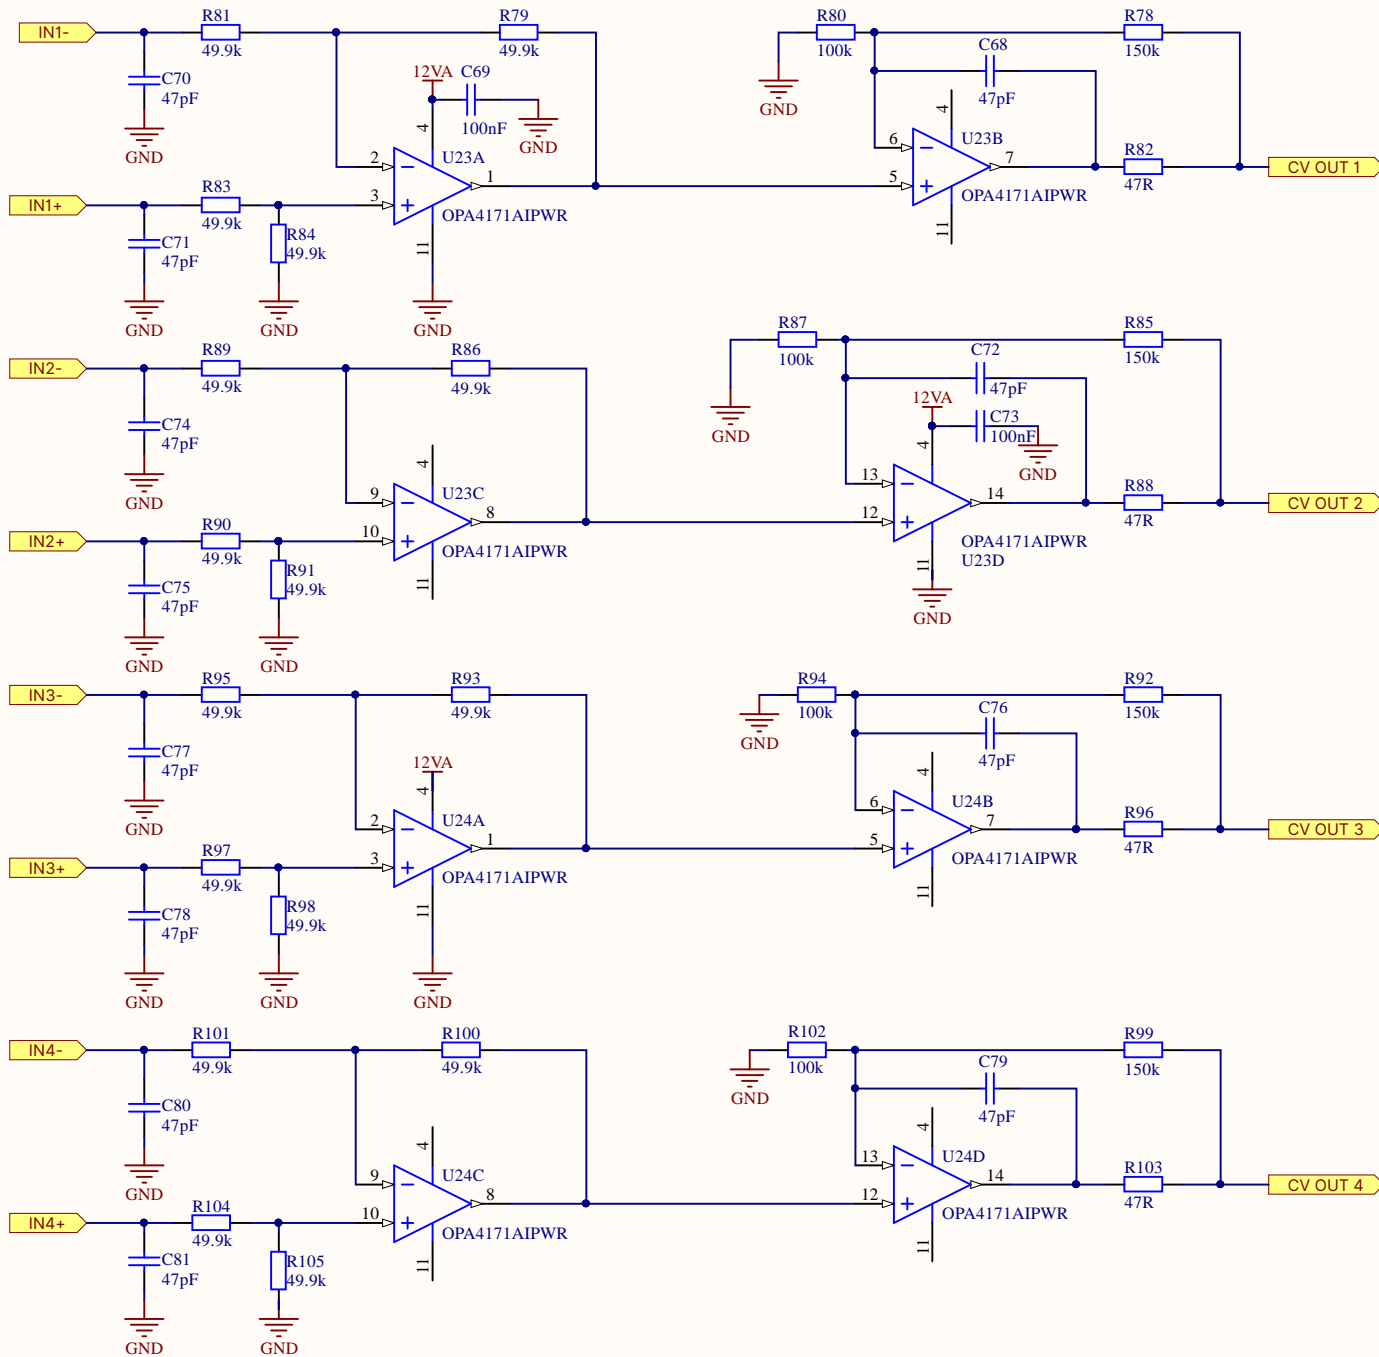 IN1-
R81
49.9k
C70
47pF
GND
R79
49.9k
12VA
C69
100nF
GND
4
U23A
2
3
1
11
OPA4171AIPWR
GND
IN1+
R83
49.9k
C71
47pF
GND
R84
49.9k
GND
R80
100k
GND
R78
150k
C68
47pF
4
U23B
6
5
7
11
OPA4171AIPWR
R82
47R
CV OUT 1
IN2-
R89
49.9k
C74
47pF
GND
R86
49.9k
4
U23C
9
10
8
11
OPA4171AIPWR
IN2+
R90
49.9k
C75
47pF
GND
R91
49.9k
GND
R87
100k
GND
R85
150k
C72
47pF
12VA
C73
100nF
GND
4
13
12
14
11
OPA4171AIPWR
U23D
GND
R88
47R
CV OUT 2
IN3-
R95
49.9k
C77
47pF
GND
R93
49.9k
12VA
4
U24A
2
3
1
11
OPA4171AIPWR
GND
IN3+
R97
49.9k
C78
47pF
GND
R98
49.9k
GND
R94
100k
GND
R92
150k
C76
47pF
4
U24B
6
5
7
11
OPA4171AIPWR
R96
47R
CV OUT 3
IN4-
R101
49.9k
C80
47pF
GND
R100
49.9k
4
U24C
9
10
8
11
OPA4171AIPWR
IN4+
R104
49.9k
C81
47pF
GND
R105
49.9k
GND
R102
100k
GND
R99
150k
C79
47pF
4
U24D
13
12
14
11
OPA4171AIPWR
R103
47R
CV OUT 4